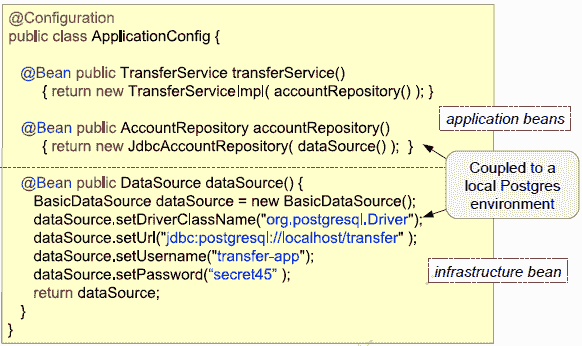 @Configuration
public class ApplicationConfig {
@Bean public TransferService transferService()
{ return new TransferServiceImpl( accountRepository() ); }
@Bean public AccountRepository accountRepository()
{ return new JdbcAccountRepository( dataSource() ); }
application beans
Coupled to a
local Postgres
environment
@Bean public DataSource dataSource() {
BasicDataSource dataSource = new BasicDataSource();
dataSource.setDriverClassName("org.postgresql.Driver");
dataSource.setUrl("jdbc:postgresql://localhost/transfer" );
dataSource.setUsername("transfer-app");
dataSource.setPassword("secret45" );
return dataSource;
}
}
infrastructure bean